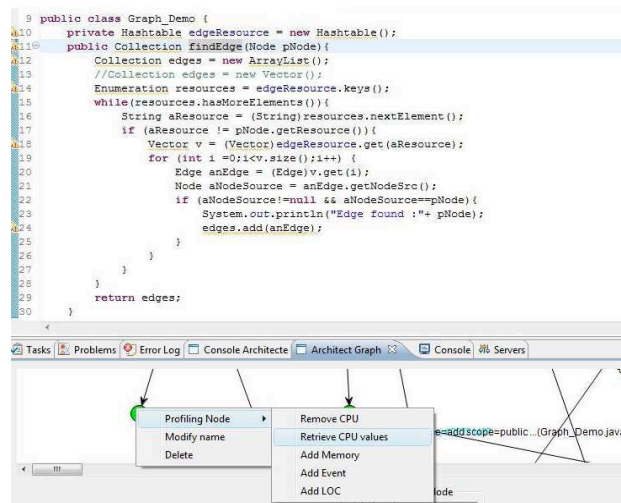 9 public class Graph_Demo {
10 private Hashtable edgeResource = new Hashtable();
11 public Collection findEdge(Node pNode){
12 Collection edges = new ArrayList();
13 //Collection edges = new Vector();
14 Enumeration resources = edgeResource.keys();
15 while(resources.hasMoreElements()){
16 String aResource = (String)resources.nextElement();
17 if (aResource != pNode.getResource()){
18 Vector v = (Vector)edgeResource.get(aResource);
19 for (int i =0;i<v.size();i++) {
20 Edge anEdge = (Edge)v.get(i);
21 Node aNodeSource = anEdge.getNodeSrc();
22 if (aNodeSource!=null && aNodeSource==pNode){
23 System.out.println("Edge found :"+ pNode);
24 edges.add(anEdge);
25 }
26 }
27 }
28 }
29 return edges;
30 }
Tasks Problems Error Log Console Architecte Architect Graph Console Servers
Profiling Node Remove CPU
Modify name Retrieve CPU values e=add scope=public...(Graph_Demo.java
Delete Add Memory
Add Event
Add LOC lode